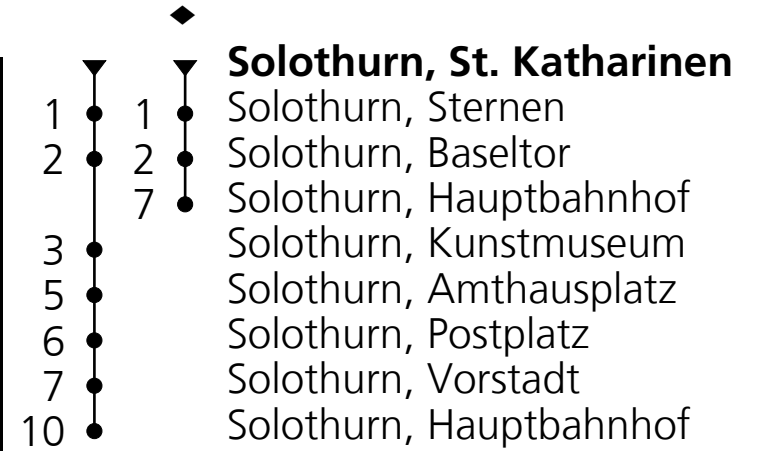 Solothurn, St. Katharinen
1 1 Solothurn, Sternen
2 2 Solothurn, Baseltor
7 Solothurn, Hauptbahnhof
3 Solothurn, Kunstmuseum
5 Solothurn, Amthausplatz
6 Solothurn, Postplatz
7 Solothurn, Vorstadt
10 Solothurn, Hauptbahnhof